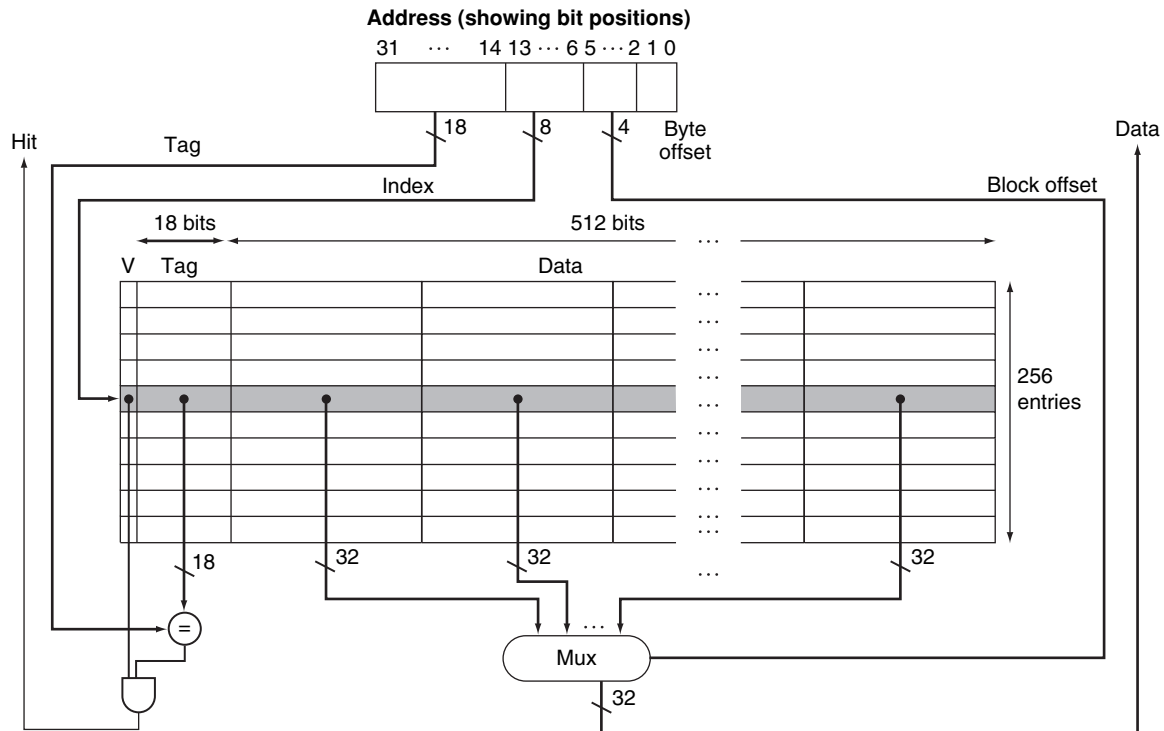 Address (showing bit positions)
31 ... 14 13 ... 6 5 ... 2 1 0
18 8 4 Byte offset
Hit Tag Data
Index Block offset
18 bits 512 bits ...
V Tag Data
...
...
...
...
... 256 entries
...
...
...
...
...
18 32 32 ... 32
= ...
Mux
32